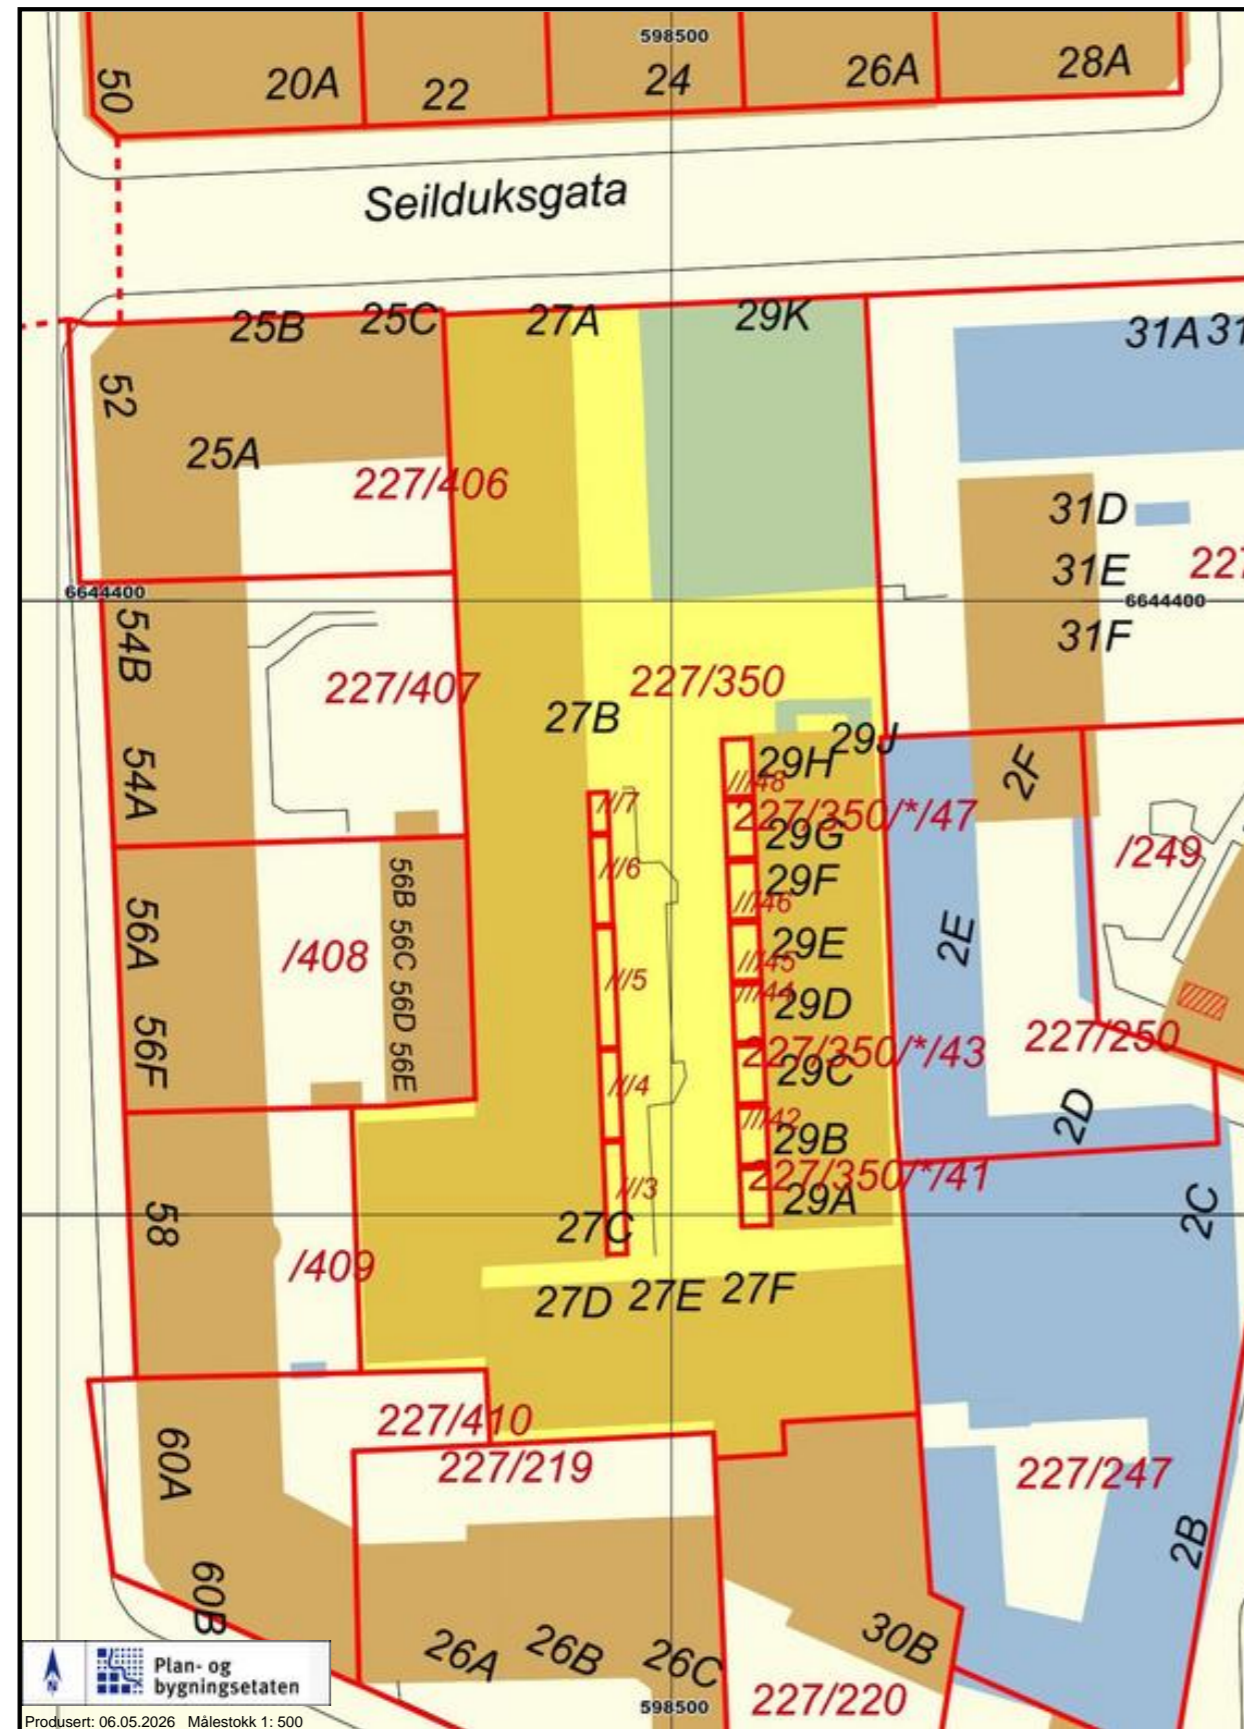 598500
50
20A
22
24
26A
28A
Seilduksgata
25B
25C
27A
29K
31A
52
25A
227/406
31D
31E
31F
6644400
6644400
54B
227/407
227/350
27B
29J
29H
///48
54A
///7
227/350/*/47
29G
2F
/249
///6
29F
///46
56B 56C 56D 56E
56A
/408
29E
2E
///45
///5
///44
29D
56F
227/350/*/43
29C
227/250
///4
///42
29B
2D
227/350/*/41
///3
29A
58
27C
2C
/409
27D
27E
27F
227/410
227/219
60A
227/247
2B
60B
26A
26B
26C
30B
227/220
598500
N
Plan- og
bygningsetaten
Produsert: 06.05.2026 Målestokk 1: 500